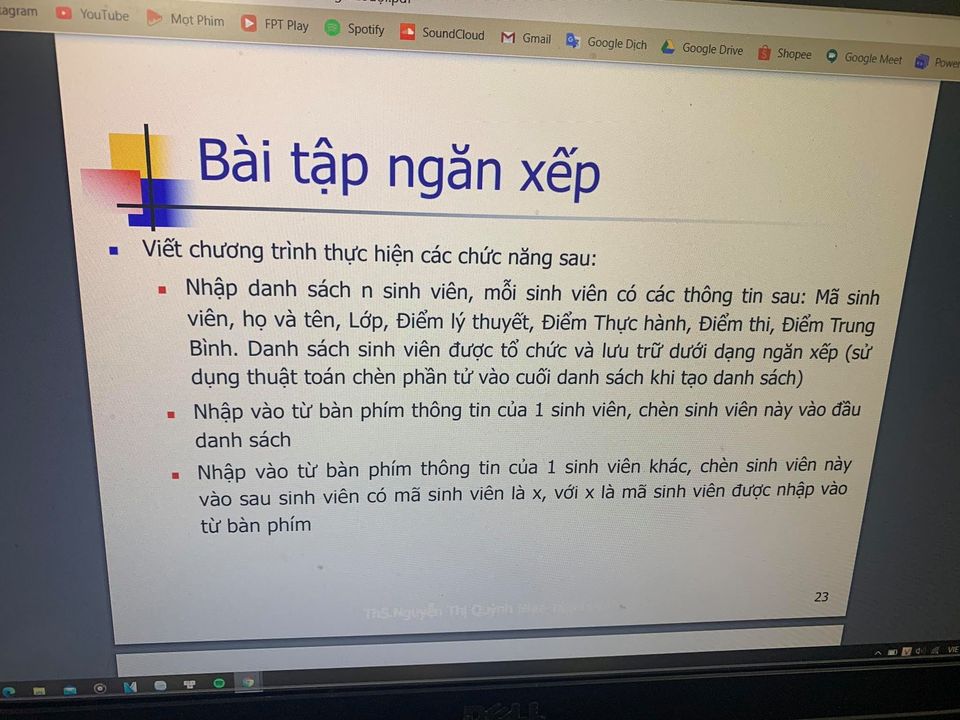 tagram YouTube Mọt Phim FPT Play Spotify SoundCloud Gmail Google Dịch Google Drive Shopee Google Meet Power
Bài tập ngăn xếp
Viết chương trình thực hiện các chức năng sau:
Nhập danh sách n sinh viên, mỗi sinh viên có các thông tin sau: Mã sinh
viên, họ và tên, Lớp, Điểm lý thuyết, Điểm Thực hành, Điểm thi, Điểm Trung
Bình. Danh sách sinh viên được tổ chức và lưu trữ dưới dạng ngăn xếp (sử
dụng thuật toán chèn phần tử vào cuối danh sách khi tạo danh sách)
Nhập vào từ bàn phím thông tin của 1 sinh viên, chèn sinh viên này vào đầu
danh sách
Nhập vào từ bàn phím thông tin của 1 sinh viên khác, chèn sinh viên này
vào sau sinh viên có mã sinh viên là x, với x là mã sinh viên được nhập vào
từ bàn phím
ThS.Nguyễn Thị Quỳnh
23
VIE
DELL